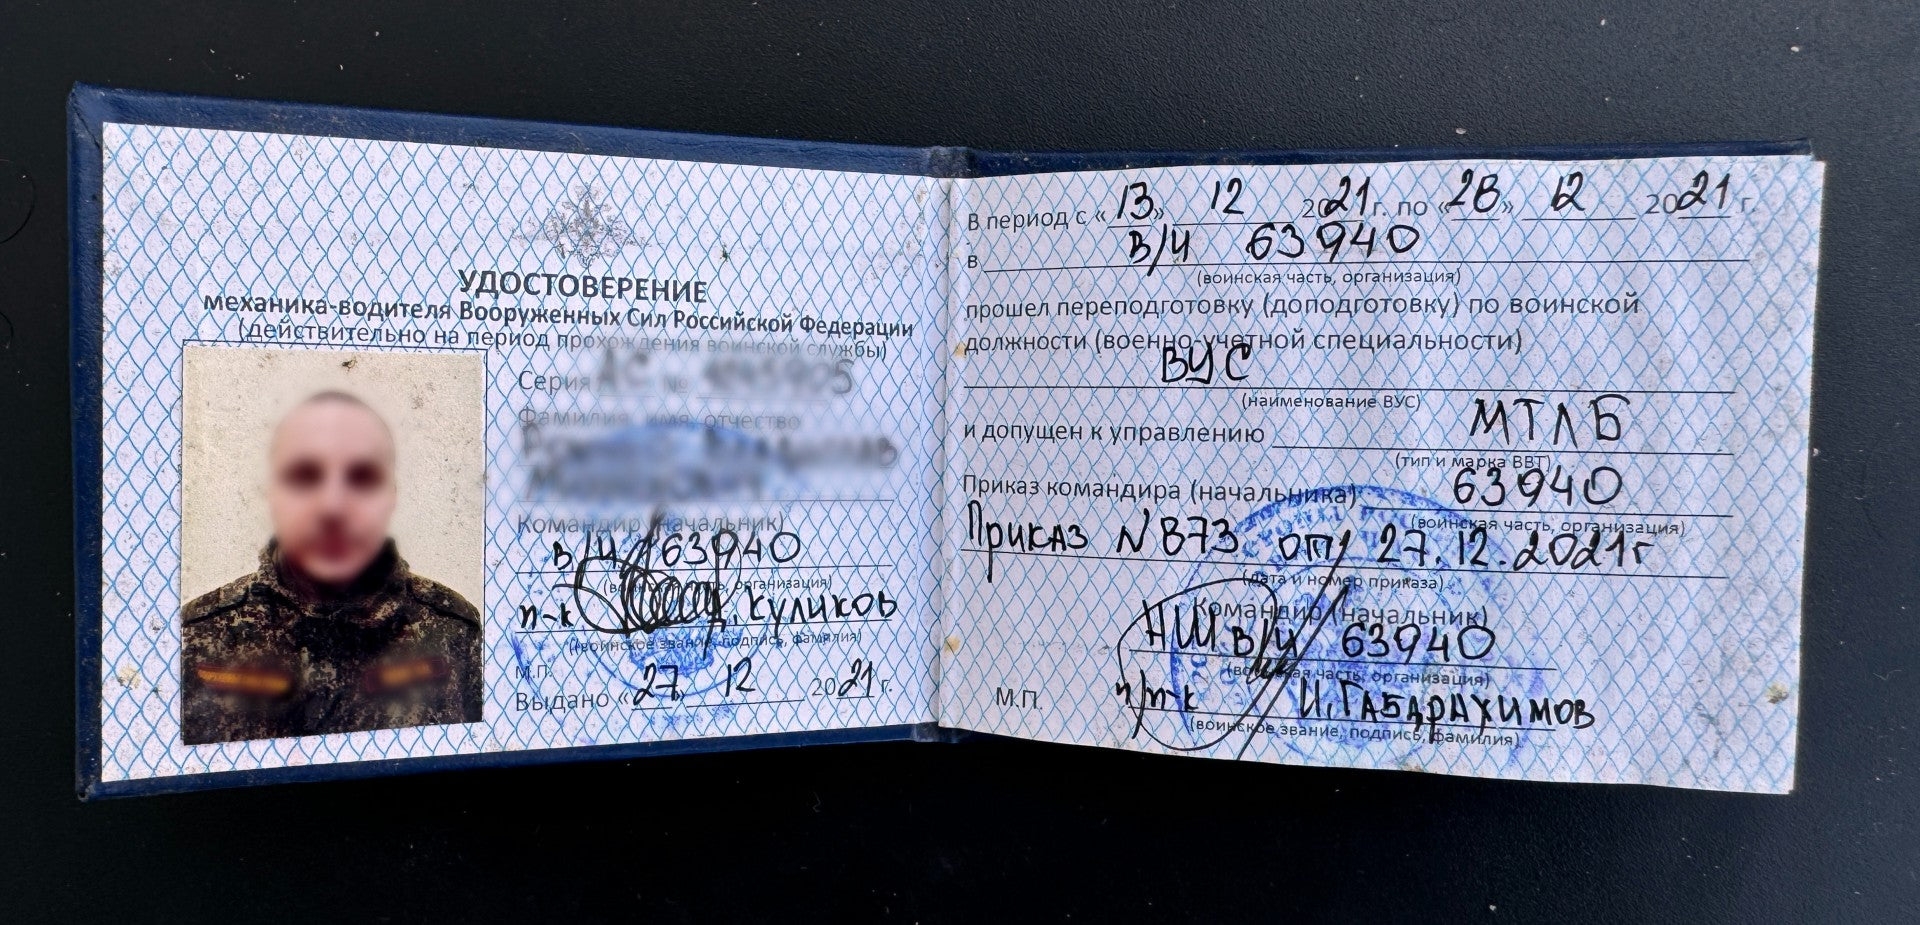 УДОСТОВЕРЕНИЕ
механика-водителя Вооруженных Сил Российской Федерации
(действительно на период прохождения воинской службы)
Серия №
Фамилия, имя, отчество
Командир (начальник)
в/ч 63940
(воинская часть, организация)
п-к Д. Куликов
(воинское звание, подпись, фамилия)
М.П.
Выдано «27» 12 2021 г.
В период с «13» 12 2021 г. по «28» 12 2021 г.
в В/Ч 63940
(воинская часть, организация)
прошел переподготовку (доподготовку) по воинской
должности (военно-учетной специальности)
ВУС
(наименование ВУС)
и допущен к управлению МТЛБ
(тип и марка ВВТ)
Приказ командира (начальника) 63940
(воинская часть, организация)
Приказ №873 от 27.12.2021г
(дата и номер приказа)
Командир (начальник)
НШ в/ч 63940
(воинская часть, организация)
М.П. п/п-к И. Габдрахимов
(воинское звание, подпись, фамилия)